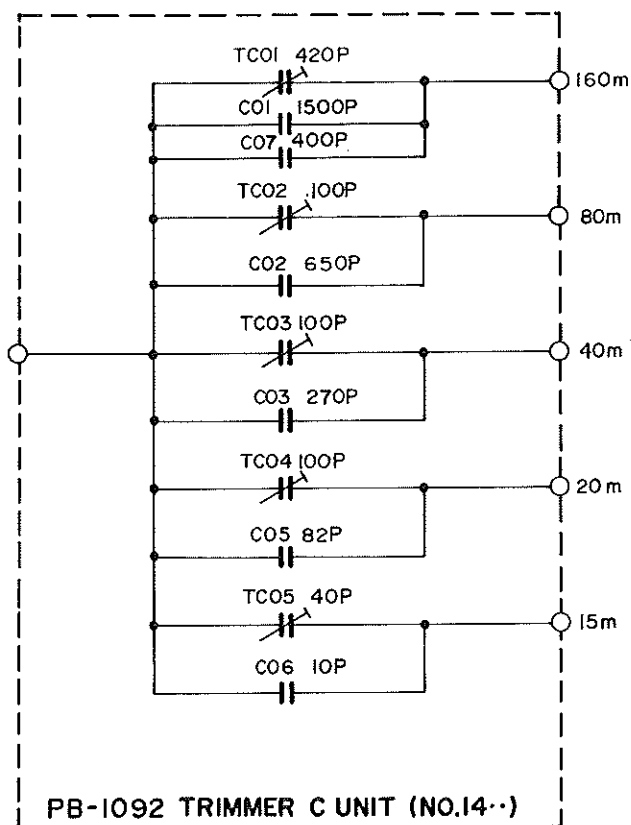 TC01 420P
160m
C01 1500P
C07 400P
TC02 .100P
80m
C02 650P
TC03 100P
40m
C03 270P
TC04 100P
20m
C05 82P
TC05 40P
15m
C06 10P
PB-1092 TRIMMER C UNIT (NO.14··)